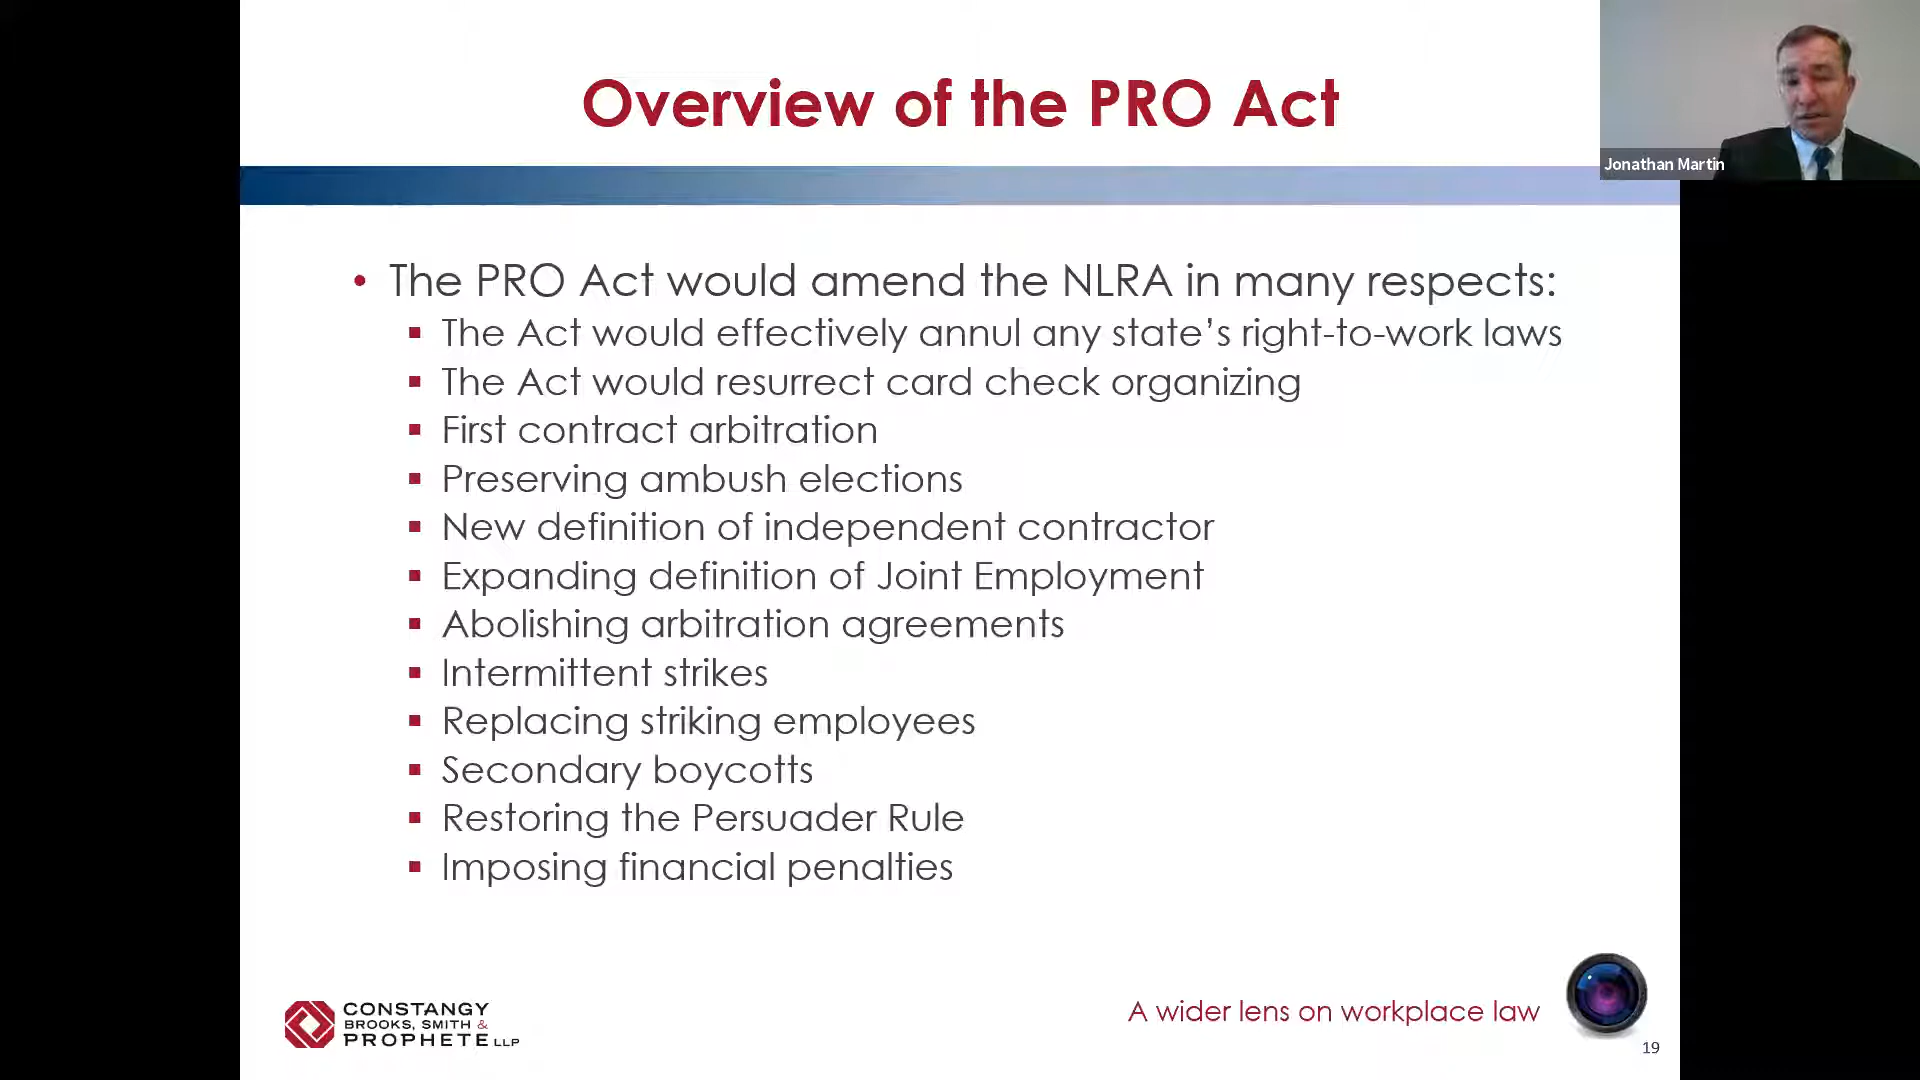 Overview of the PRO Act
Jonathan Martin
• The PRO Act would amend the NLRA in many respects:
▪ The Act would effectively annul any state’s right-to-work laws
▪ The Act would resurrect card check organizing
▪ First contract arbitration
▪ Preserving ambush elections
▪ New definition of independent contractor
▪ Expanding definition of Joint Employment
▪ Abolishing arbitration agreements
▪ Intermittent strikes
▪ Replacing striking employees
▪ Secondary boycotts
▪ Restoring the Persuader Rule
▪ Imposing financial penalties
CONSTANGY
BROOKS, SMITH &
PROPHETE LLP
A wider lens on workplace law
19